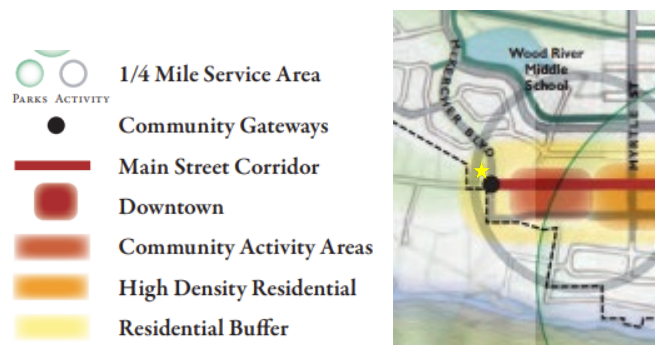 PARKS ACTIVITY
1/4 Mile Service Area
Community Gateways
Main Street Corridor
Downtown
Community Activity Areas
High Density Residential
Residential Buffer
Wood River
Middle
School
MCKERCHER BLVD
MYRTLE ST